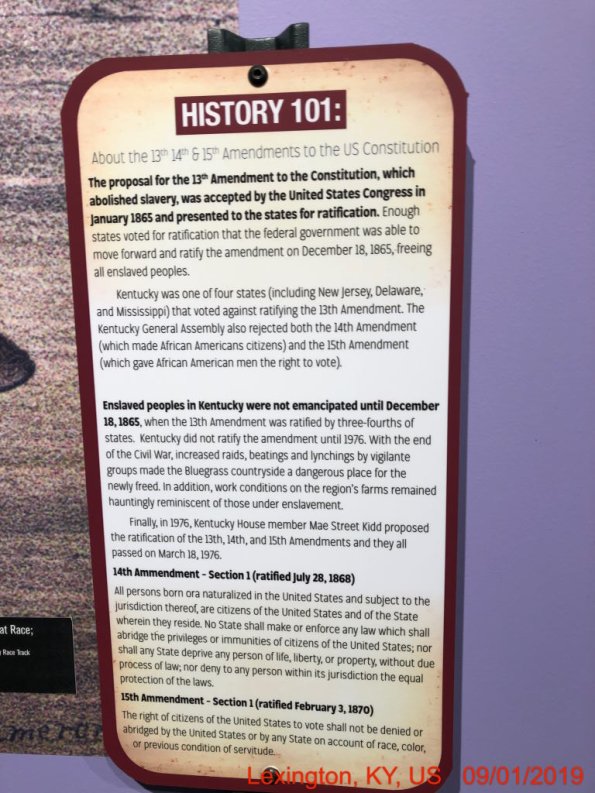 HISTORY 101:
About the 13th 14th & 15th Amendments to the US Constitution
The proposal for the 13th Amendment to the Constitution, which
abolished slavery, was accepted by the United States Congress in
January 1865 and presented to the states for ratification. Enough
states voted for ratification that the federal government was able to
move forward and ratify the amendment on December 18, 1865, freeing
all enslaved peoples.
Kentucky was one of four states (including New Jersey, Delaware,
and Mississippi) that voted against ratifying the 13th Amendment. The
Kentucky General Assembly also rejected both the 14th Amendment
(which made African Americans citizens) and the 15th Amendment
(which gave African American men the right to vote).
Enslaved peoples in Kentucky were not emancipated until December
18, 1865, when the 13th Amendment was ratified by three-fourths of
states. Kentucky did not ratify the amendment until 1976. With the end
of the Civil War, increased raids, beatings and lynchings by vigilante
groups made the Bluegrass countryside a dangerous place for the
newly freed. In addition, work conditions on the region's farms remained
hauntingly reminiscent of those under enslavement.
Finally, in 1976, Kentucky House member Mae Street Kidd proposed
the ratification of the 13th, 14th, and 15th Amendments and they all
passed on March 18, 1976.
14th Ammendment - Section 1 (ratified July 28, 1868)
All persons born ora naturalized in the United States and subject to the
jurisdiction thereof, are citizens of the United States and of the State
wherein they reside. No State shall make or enforce any law which shall
abridge the privileges or immunities of citizens of the United States; nor
shall any State deprive any person of life, liberty, or property, without due
process of law; nor deny to any person within its jurisdiction the equal
protection of the laws.
15th Ammendment - Section 1 (ratified February 3, 1870)
The right of citizens of the United States to vote shall not be denied or
abridged by the United States or by any State on account of race, color,
or previous condition of servitude.
at Race;
Race Track
Lexington, KY, US 09/01/2019